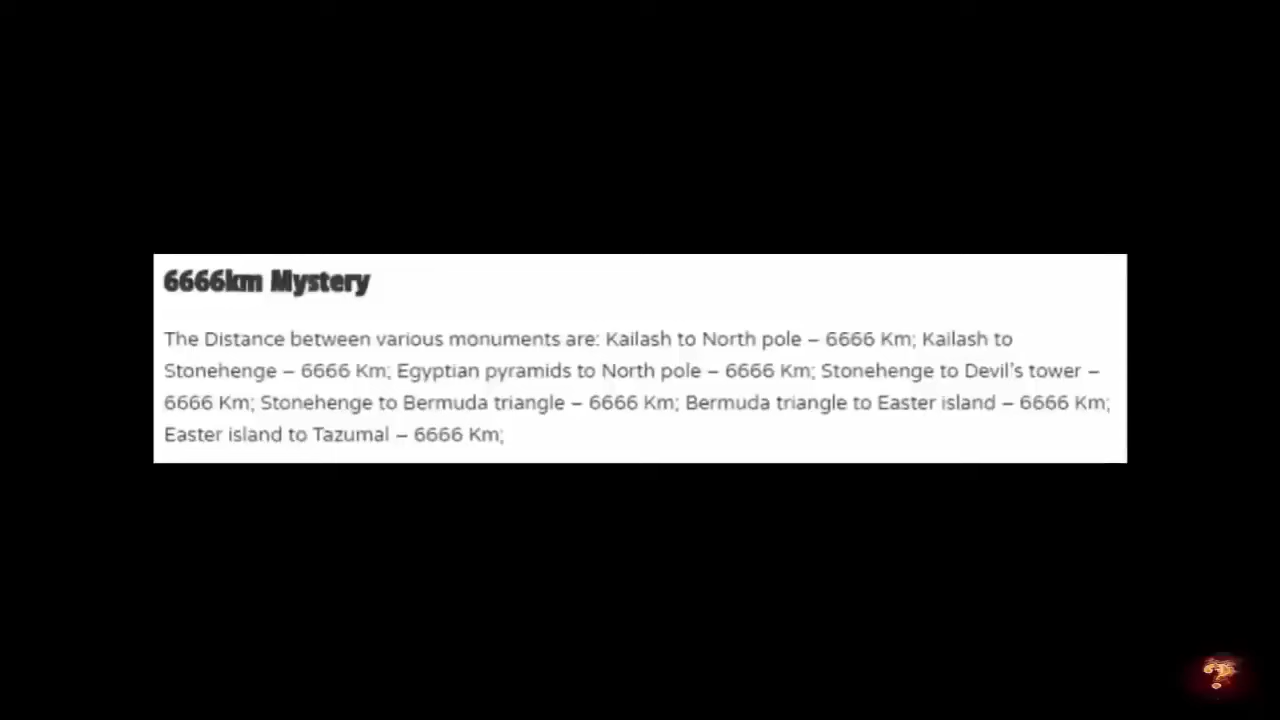 6666km Mystery
The Distance between various monuments are: Kailash to North pole – 6666 Km; Kailash to
Stonehenge – 6666 Km; Egyptian pyramids to North pole – 6666 Km; Stonehenge to Devil's tower –
6666 Km; Stonehenge to Bermuda triangle – 6666 Km; Bermuda triangle to Easter island – 6666 Km;
Easter island to Tazumal – 6666 Km;